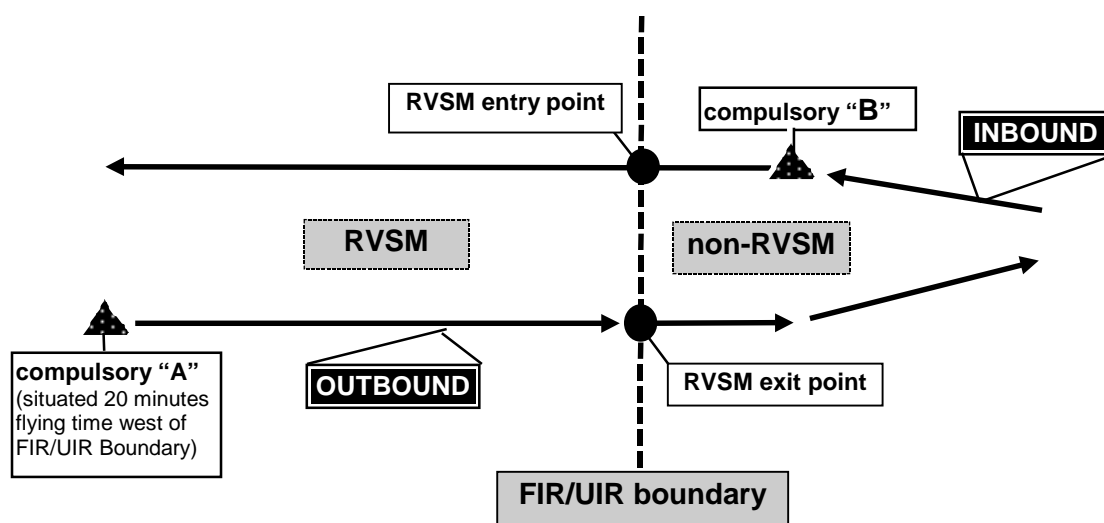 RVSM entry point
compulsory “B”
INBOUND
RVSM
non-RVSM
compulsory “A”
(situated 20 minutes
flying time west of
FIR/UIR Boundary)
OUTBOUND
RVSM exit point
FIR/UIR boundary